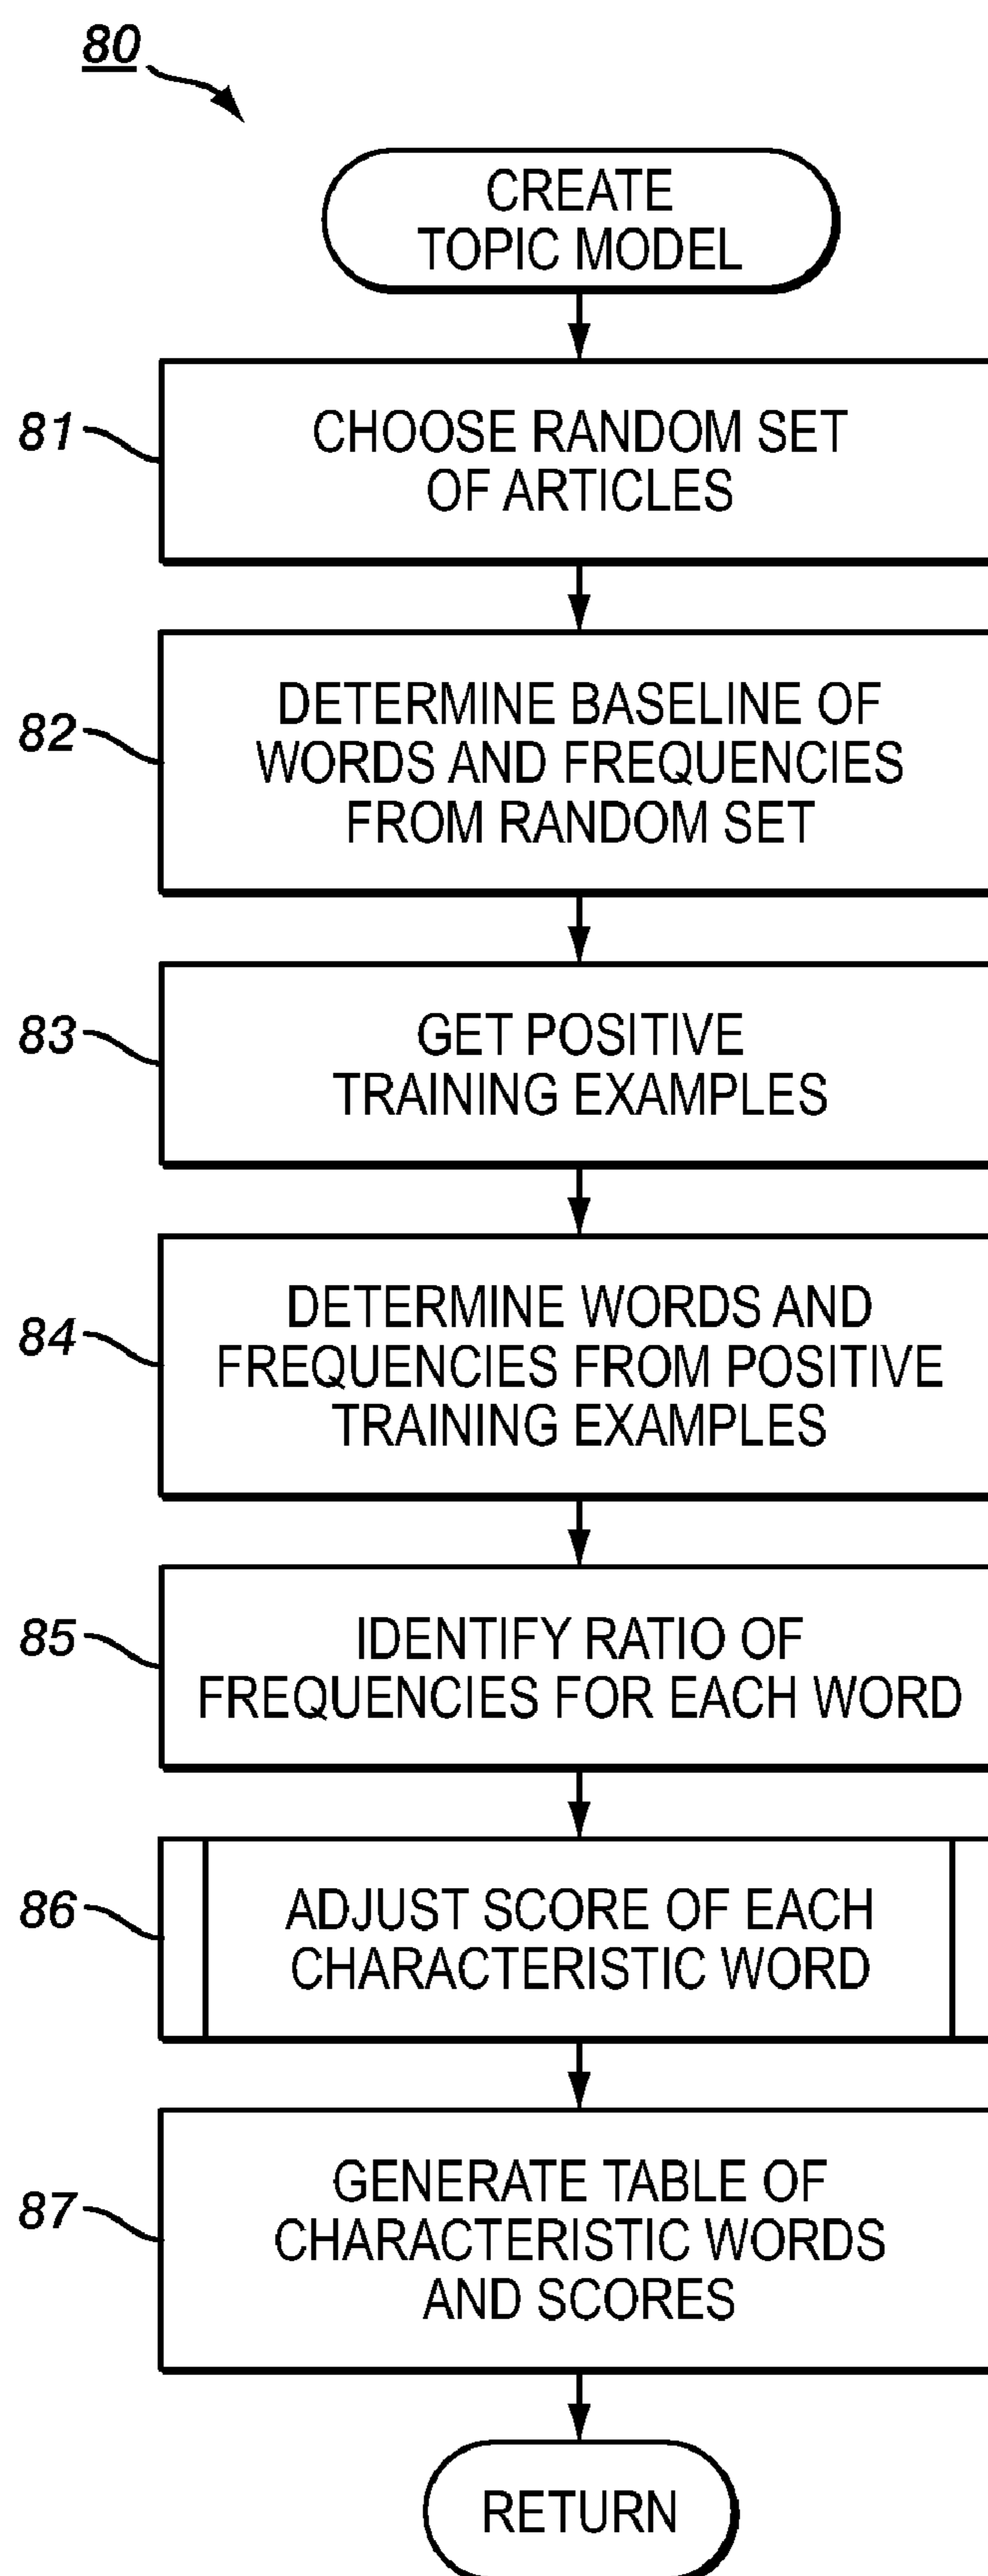 80
CREATE
TOPIC MODEL
81
CHOOSE RANDOM SET
OF ARTICLES
82
DETERMINE BASELINE OF
WORDS AND FREQUENCIES
FROM RANDOM SET
83
GET POSITIVE
TRAINING EXAMPLES
84
DETERMINE WORDS AND
FREQUENCIES FROM POSITIVE
TRAINING EXAMPLES
85
IDENTIFY RATIO OF
FREQUENCIES FOR EACH WORD
86
ADJUST SCORE OF EACH
CHARACTERISTIC WORD
87
GENERATE TABLE OF
CHARACTERISTIC WORDS
AND SCORES
RETURN